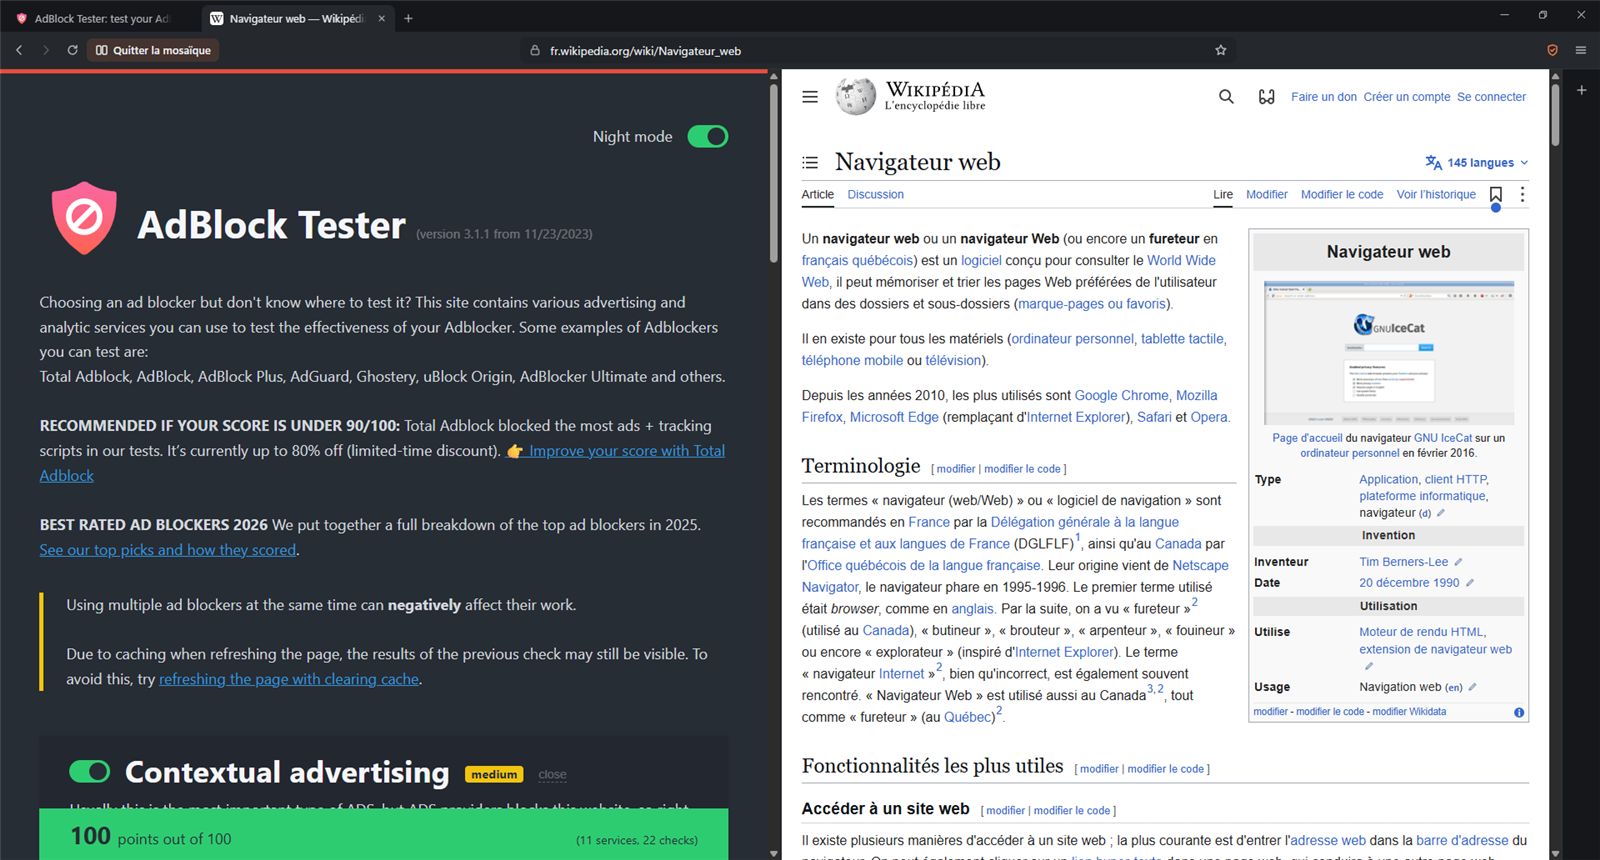 AdBlock Tester: test your Ad
Navigateur web — Wikipédi
Quitter la mosaïque
fr.wikipedia.org/wiki/Navigateur_web
Night mode
AdBlock Tester (version 3.1.1 from 11/23/2023)
Choosing an ad blocker but don't know where to test it? This site contains various advertising and
analytic services you can use to test the effectiveness of your Adblocker. Some examples of Adblockers
you can test are:
Total Adblock, AdBlock, AdBlock Plus, AdGuard, Ghostery, uBlock Origin, AdBlocker Ultimate and others.
RECOMMENDED IF YOUR SCORE IS UNDER 90/100: Total Adblock blocked the most ads + tracking
scripts in our tests. It's currently up to 80% off (limited-time discount). 👉 Improve your score with Total
Adblock
BEST RATED AD BLOCKERS 2026 We put together a full breakdown of the top ad blockers in 2025.
See our top picks and how they scored.
Using multiple ad blockers at the same time can negatively affect their work.
Due to caching when refreshing the page, the results of the previous check may still be visible. To
avoid this, try refreshing the page with clearing cache.
Contextual advertising medium close
Usually this is the most important type of ADS, but ADS providers blocks this website, so right
100 points out of 100 (11 services, 22 checks)
WIKIPÉDIA
L'encyclopédie libre
Faire un don Créer un compte Se connecter
Navigateur web
145 langues
Article Discussion
Lire Modifier Modifier le code Voir l'historique
Un navigateur web ou un navigateur Web (ou encore un fureteur en
français québécois) est un logiciel conçu pour consulter le World Wide
Web, il peut mémoriser et trier les pages Web préférées de l'utilisateur
dans des dossiers et sous-dossiers (marque-pages ou favoris).
Il en existe pour tous les matériels (ordinateur personnel, tablette tactile,
téléphone mobile ou télévision).
Depuis les années 2010, les plus utilisés sont Google Chrome, Mozilla
Firefox, Microsoft Edge (remplaçant d'Internet Explorer), Safari et Opera.
Terminologie [ modifier | modifier le code ]
Les termes « navigateur (web/Web) » ou « logiciel de navigation » sont
recommandés en France par la Délégation générale à la langue
française et aux langues de France (DGLFLF)1, ainsi qu'au Canada par
l'Office québécois de la langue française. Leur origine vient de Netscape
Navigator, le navigateur phare en 1995-1996. Le premier terme utilisé
était browser, comme en anglais. Par la suite, on a vu « fureteur »2
(utilisé au Canada), « butineur », « brouteur », « arpenteur », « fouineur »
ou encore « explorateur » (inspiré d'Internet Explorer). Le terme
« navigateur Internet »2, bien qu'incorrect, est également souvent
rencontré. « Navigateur Web » est utilisé aussi au Canada3,2, tout
comme « fureteur » (au Québec)2.
Fonctionnalités les plus utiles [ modifier | modifier le code ]
Accéder à un site web [ modifier | modifier le code ]
Il existe plusieurs manières d'accéder à un site web ; la plus courante est d'entrer l'adresse web dans la barre d'adresse du
Navigateur web
GNUIceCat
Page d'accueil du navigateur GNU IceCat sur un
ordinateur personnel en février 2016.
Type Application, client HTTP,
plateforme informatique,
navigateur (d)
Invention
Inventeur Tim Berners-Lee
Date 20 décembre 1990
Utilisation
Utilise Moteur de rendu HTML,
extension de navigateur web
Usage Navigation web (en)
modifier - modifier le code - modifier Wikidata